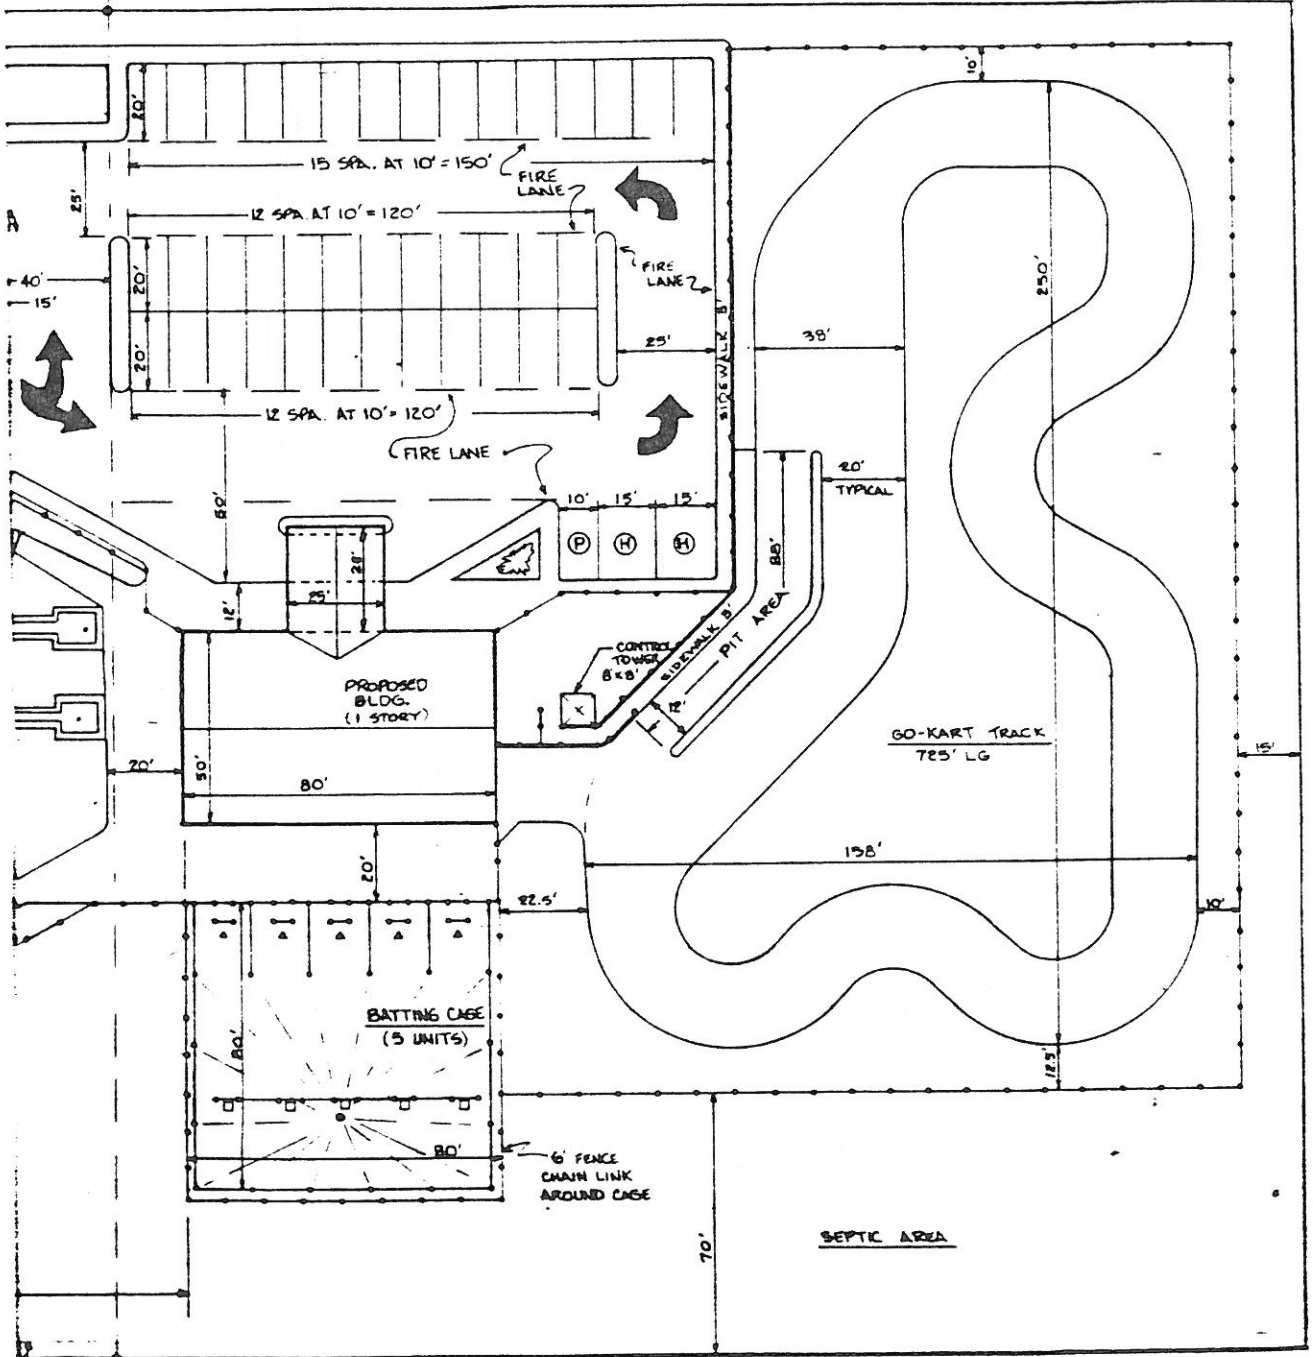 10'
20'
15 SPA. AT 10' = 150'
FIRE
LANE
25'
12 SPA. AT 10' = 120'
FIRE
LANE
40'
15'
20'
250'
38'
25'
SIDEWALK 8'
20'
12 SPA. AT 10' = 120'
FIRE LANE
20'
TYPICAL
10'
15'
15'
P
H
H
28'
88'
25'
12'
PIT AREA
SIDEWALK 8'
CONTROL
TOWER
8'x8'
X
12'
PROPOSED
BLDG.
(1 STORY)
GO-KART TRACK
725' LG
15'
20'
50'
80'
158'
20'
22.5'
10'
BATTING CAGE
(5 UNITS)
80'
12.5'
80'
6' FENCE
CHAIN LINK
AROUND CAGE
70'
SEPTIC AREA